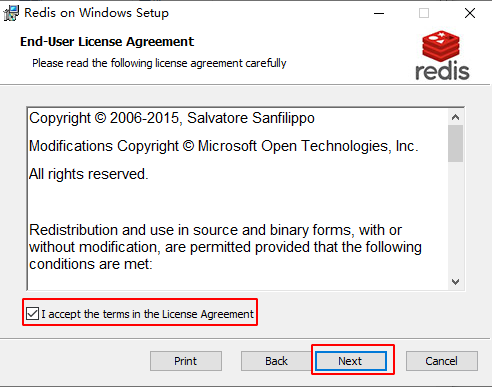 Redis on Windows Setup
End-User License Agreement
Please read the following license agreement carefully
redis
Copyright © 2006-2015, Salvatore Sanfilippo
Modifications Copyright © Microsoft Open Technologies, Inc.
All rights reserved.
Redistribution and use in source and binary forms, with or
without modification, are permitted provided that the following
conditions are met:
I accept the terms in the License Agreement
Print
Back
Next
Cancel